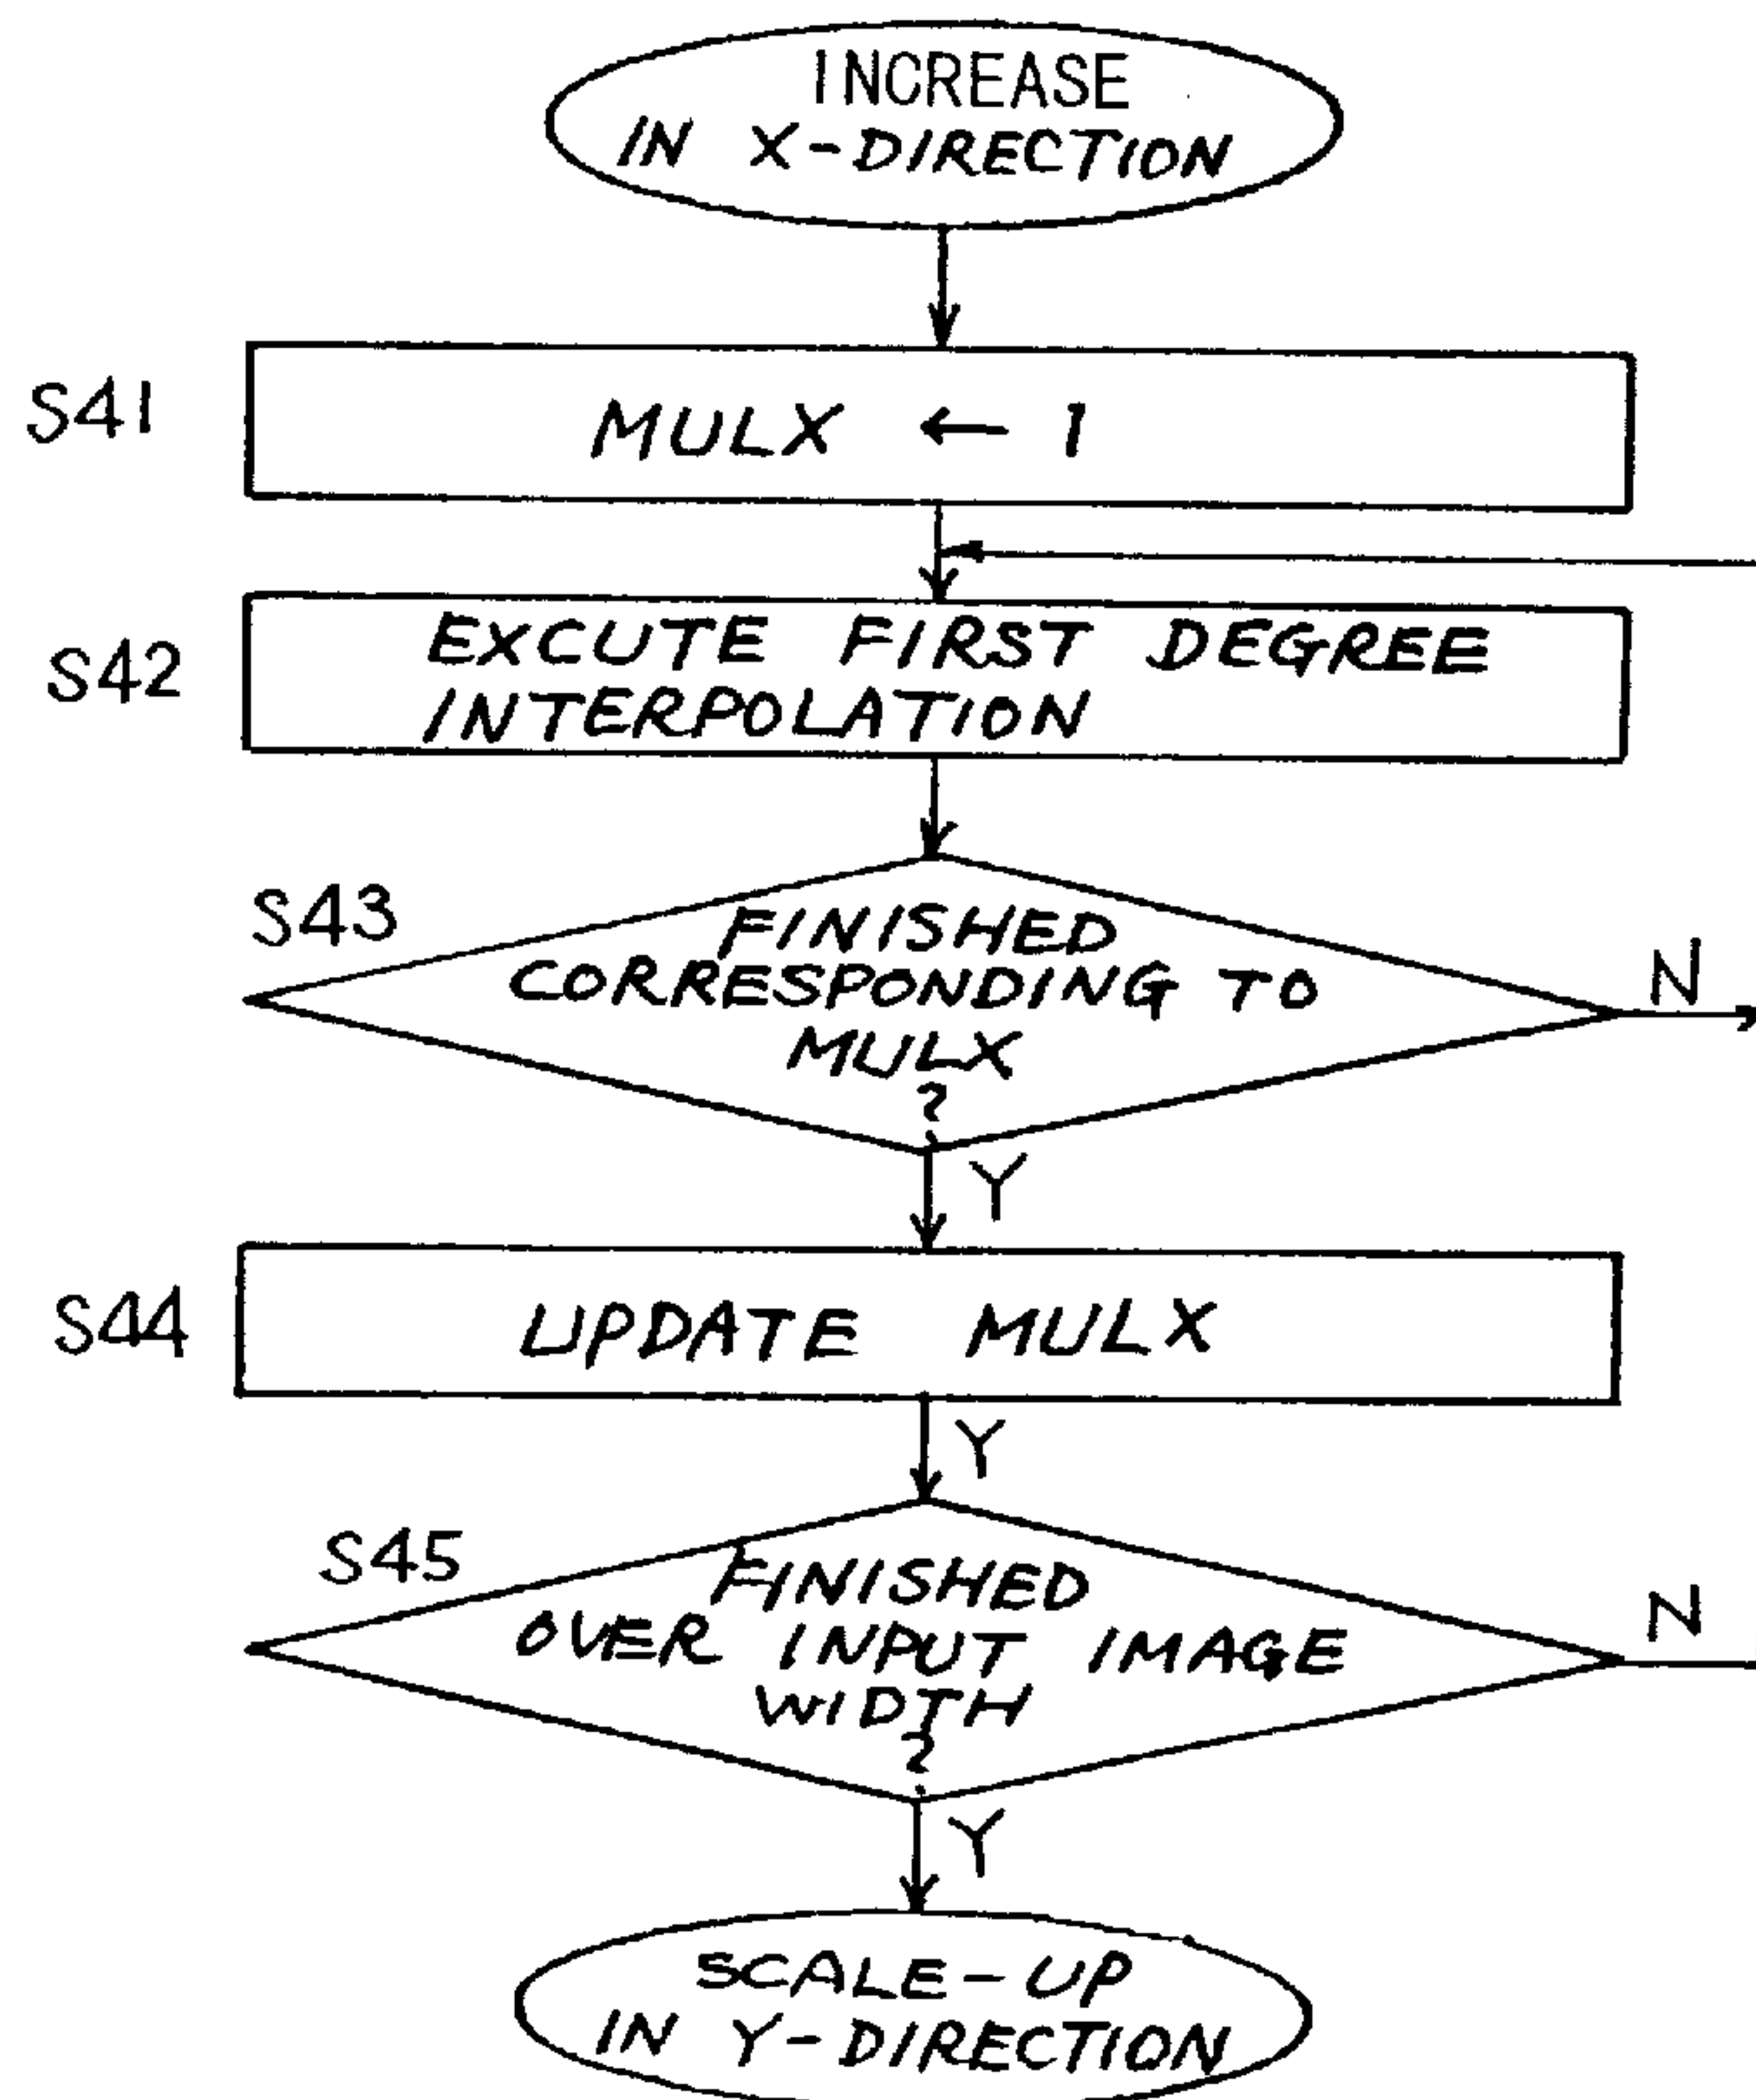 INCREASE
IN X-DIRECTION
S41
MULX ← 1
S42
EXCUTE FIRST DEGREE
INTERPOLATION
S43
FINISHED
CORRESPONDING TO
MULX
?
N
Y
S44
UPDATE MULX
Y
S45
FINISHED
OVER INPUT IMAGE
WIDTH
?
N
Y
SCALE-UP
IN Y-DIRECTION